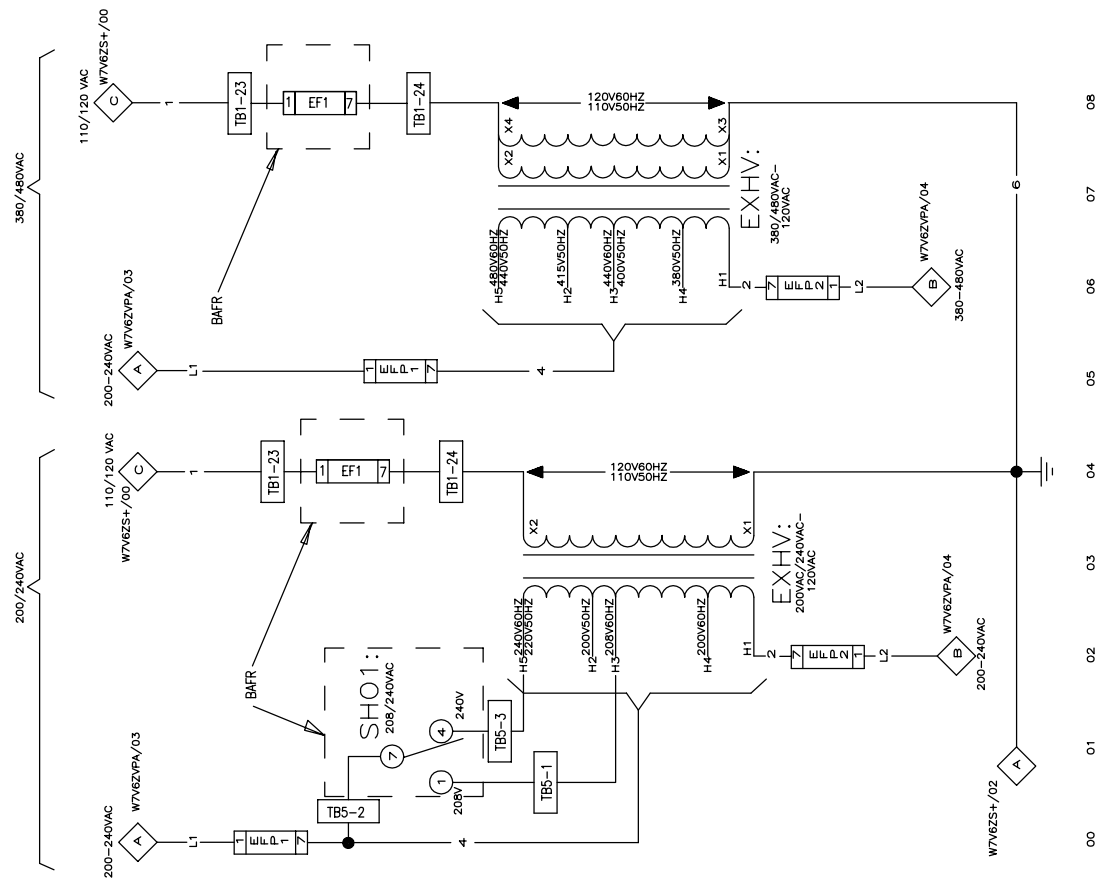 380/480VAC
110/120 VAC
W7V6ZS+/00
C
1
TB1-23
1 EF1 7
TB1-24
120V60HZ
110V50HZ
X4
X3
X2
X1
EXHV:
380/480VAC-
120VAC
H5 480V60HZ
440V50HZ
H2 415V50HZ
H3 440V60HZ
400V50HZ
H4 380V50HZ
H1
2
7 EFP2 1
L2
B
W7V6ZVPA/04
380-480VAC
6
BAFR
200-240VAC
W7V6ZVPA/03
A
L1
1 EFP1 7
4
200/240VAC
110/120 VAC
W7V6ZS+/00
C
1
TB1-23
1 EF1 7
TB1-24
120V60HZ
110V50HZ
X2
X1
EXHV:
200VAC/240VAC-
120VAC
H5 240V60HZ
220V50HZ
H2 200V50HZ
H3 208V60HZ
H4 200V60HZ
H1
2
7 EFP2 1
L2
B
W7V6ZVPA/04
200-240VAC
BAFR
SH01:
208/240VAC
7
4
240V
1
208V
TB5-3
TB5-1
TB5-2
200-240VAC
W7V6ZVPA/03
A
L1
1 EFP1 7
4
W7V6ZS+/02
A
00
01
02
03
04
05
06
07
08